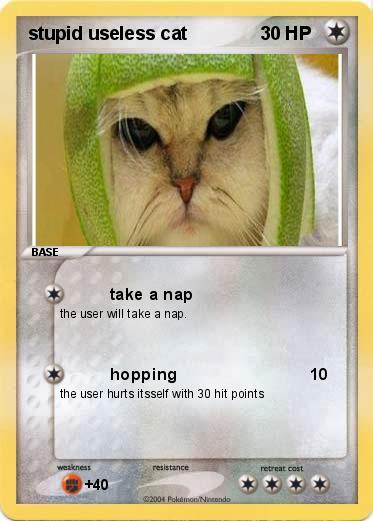 stupid useless cat 30 HP
BASE
take a nap
the user will take a nap.
hopping 10
the user hurts itsself with 30 hit points
weakness resistance retreat cost
+40
©2004 Pokémon/Nintendo